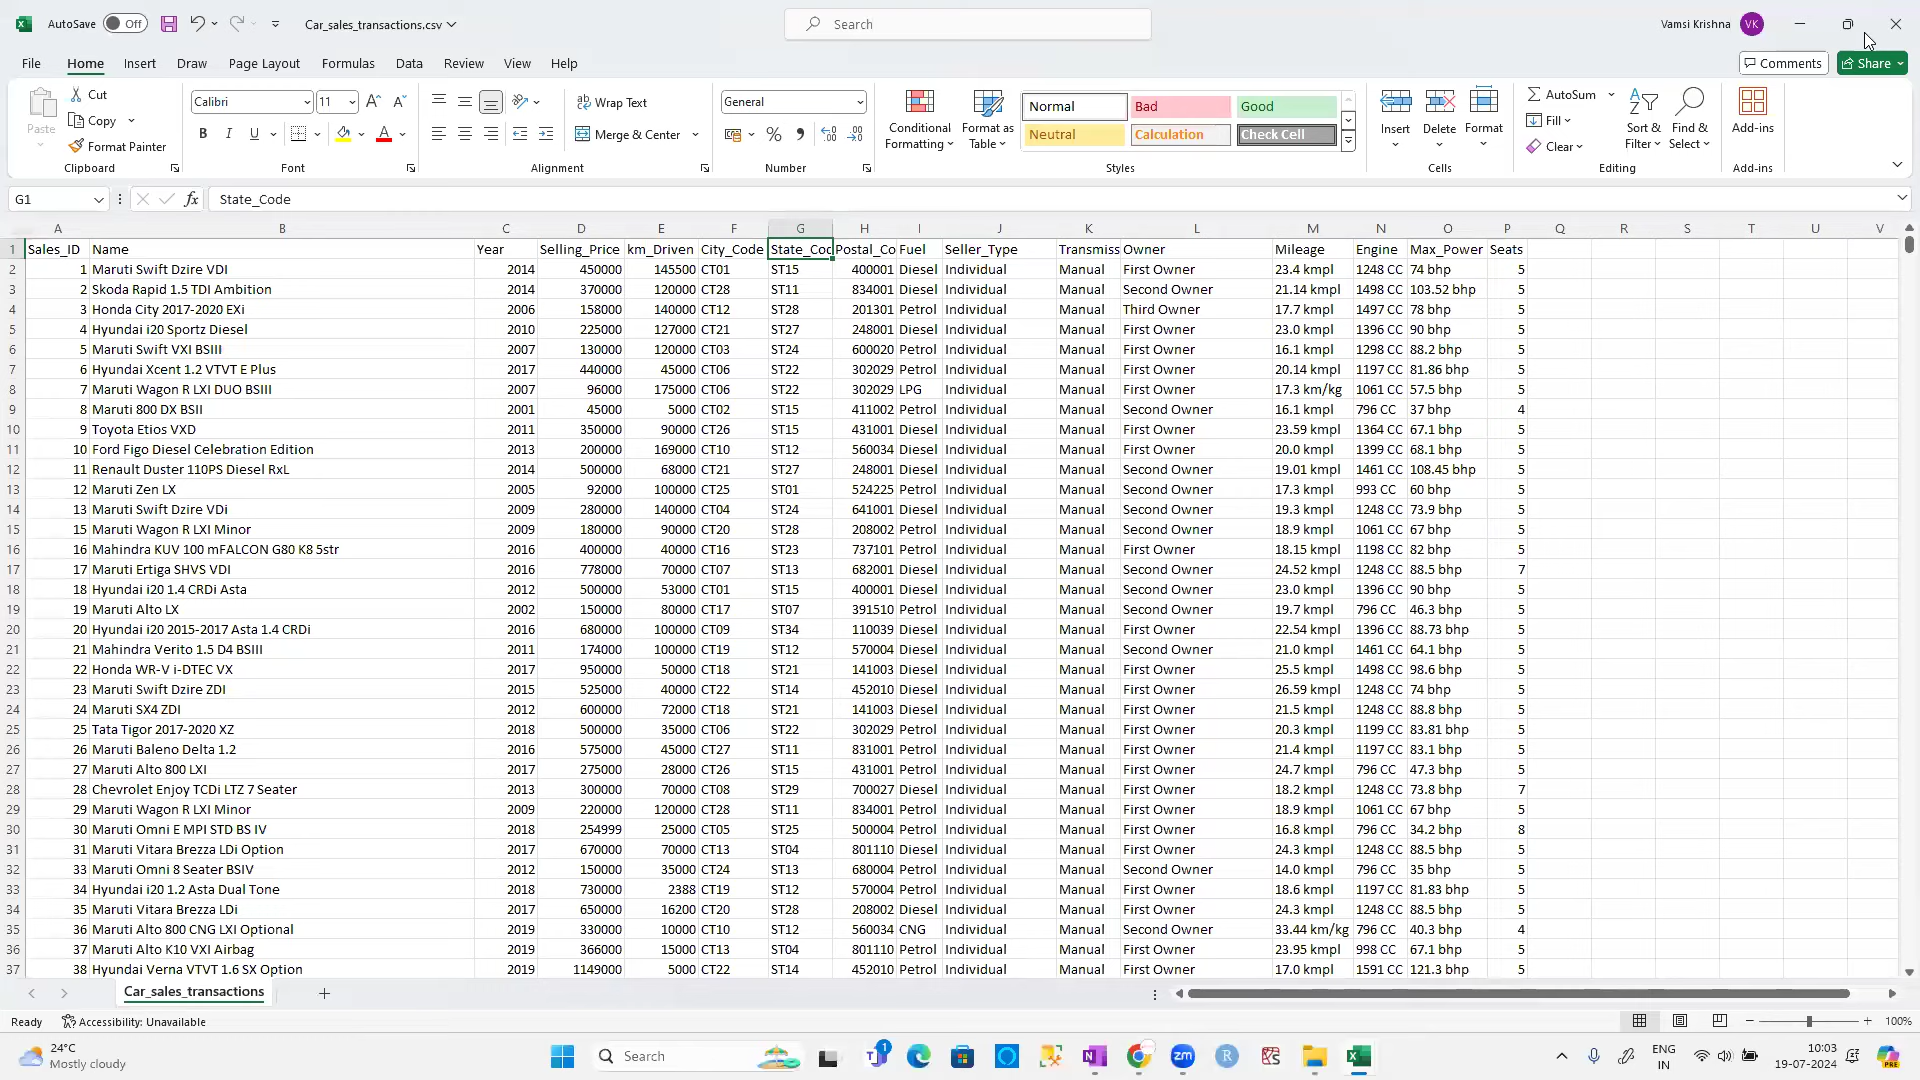 AutoSave Off Car_sales_transactions.csv Search Vamsi Krishna VK
File Home Insert Draw Page Layout Formulas Data Review View Help Comments Share
Paste Cut Copy Format Painter Clipboard
Calibri 11 B I U A Font
Wrap Text Merge & Center Alignment
General % Number
Conditional Formatting Format as Table Normal Bad Good Neutral Calculation Check Cell Styles
Insert Delete Format Cells
AutoSum Fill Clear Sort & Filter Find & Select Editing
Add-ins Add-ins
G1 fx State_Code
A B C D E F G H I J K L M N O P Q R S T U V
1 Sales_ID Name Year Selling_Price km_Driven City_Code State_Coc Postal_Co Fuel Seller_Type Transmiss Owner Mileage Engine Max_Power Seats
2 1 Maruti Swift Dzire VDI 2014 450000 145500 CT01 ST15 400001 Diesel Individual Manual First Owner 23.4 kmpl 1248 CC 74 bhp 5
3 2 Skoda Rapid 1.5 TDI Ambition 2014 370000 120000 CT28 ST11 834001 Diesel Individual Manual Second Owner 21.14 kmpl 1498 CC 103.52 bhp 5
4 3 Honda City 2017-2020 EXi 2006 158000 140000 CT12 ST28 201301 Petrol Individual Manual Third Owner 17.7 kmpl 1497 CC 78 bhp 5
5 4 Hyundai i20 Sportz Diesel 2010 225000 127000 CT21 ST27 248001 Diesel Individual Manual First Owner 23.0 kmpl 1396 CC 90 bhp 5
6 5 Maruti Swift VXI BSIII 2007 130000 120000 CT03 ST24 600020 Petrol Individual Manual First Owner 16.1 kmpl 1298 CC 88.2 bhp 5
7 6 Hyundai Xcent 1.2 VTVT E Plus 2017 440000 45000 CT06 ST22 302029 Petrol Individual Manual First Owner 20.14 kmpl 1197 CC 81.86 bhp 5
8 7 Maruti Wagon R LXI DUO BSIII 2007 96000 175000 CT06 ST22 302029 LPG Individual Manual First Owner 17.3 km/kg 1061 CC 57.5 bhp 5
9 8 Maruti 800 DX BSII 2001 45000 5000 CT02 ST15 411002 Petrol Individual Manual Second Owner 16.1 kmpl 796 CC 37 bhp 4
10 9 Toyota Etios VXD 2011 350000 90000 CT26 ST15 431001 Diesel Individual Manual First Owner 23.59 kmpl 1364 CC 67.1 bhp 5
11 10 Ford Figo Diesel Celebration Edition 2013 200000 169000 CT10 ST12 560034 Diesel Individual Manual First Owner 20.0 kmpl 1399 CC 68.1 bhp 5
12 11 Renault Duster 110PS Diesel RxL 2014 500000 68000 CT21 ST27 248001 Diesel Individual Manual Second Owner 19.01 kmpl 1461 CC 108.45 bhp 5
13 12 Maruti Zen LX 2005 92000 100000 CT25 ST01 524225 Petrol Individual Manual Second Owner 17.3 kmpl 993 CC 60 bhp 5
14 13 Maruti Swift Dzire VDi 2009 280000 140000 CT04 ST24 641001 Diesel Individual Manual Second Owner 19.3 kmpl 1248 CC 73.9 bhp 5
15 15 Maruti Wagon R LXI Minor 2009 180000 90000 CT20 ST28 208002 Petrol Individual Manual Second Owner 18.9 kmpl 1061 CC 67 bhp 5
16 16 Mahindra KUV 100 mFALCON G80 K8 5str 2016 400000 40000 CT16 ST23 737101 Petrol Individual Manual First Owner 18.15 kmpl 1198 CC 82 bhp 5
17 17 Maruti Ertiga SHVS VDI 2016 778000 70000 CT07 ST13 682001 Diesel Individual Manual Second Owner 24.52 kmpl 1248 CC 88.5 bhp 7
18 18 Hyundai i20 1.4 CRDi Asta 2012 500000 53000 CT01 ST15 400001 Diesel Individual Manual Second Owner 23.0 kmpl 1396 CC 90 bhp 5
19 19 Maruti Alto LX 2002 150000 80000 CT17 ST07 391510 Petrol Individual Manual Second Owner 19.7 kmpl 796 CC 46.3 bhp 5
20 20 Hyundai i20 2015-2017 Asta 1.4 CRDi 2016 680000 100000 CT09 ST34 110039 Diesel Individual Manual First Owner 22.54 kmpl 1396 CC 88.73 bhp 5
21 21 Mahindra Verito 1.5 D4 BSIII 2011 174000 100000 CT19 ST12 570004 Diesel Individual Manual Second Owner 21.0 kmpl 1461 CC 64.1 bhp 5
22 22 Honda WR-V i-DTEC VX 2017 950000 50000 CT18 ST21 141003 Diesel Individual Manual First Owner 25.5 kmpl 1498 CC 98.6 bhp 5
23 23 Maruti Swift Dzire ZDI 2015 525000 40000 CT22 ST14 452010 Diesel Individual Manual First Owner 26.59 kmpl 1248 CC 74 bhp 5
24 24 Maruti SX4 ZDI 2012 600000 72000 CT18 ST21 141003 Diesel Individual Manual First Owner 21.5 kmpl 1248 CC 88.8 bhp 5
25 25 Tata Tigor 2017-2020 XZ 2018 500000 35000 CT06 ST22 302029 Petrol Individual Manual First Owner 20.3 kmpl 1199 CC 83.81 bhp 5
26 26 Maruti Baleno Delta 1.2 2016 575000 45000 CT27 ST11 831001 Petrol Individual Manual First Owner 21.4 kmpl 1197 CC 83.1 bhp 5
27 27 Maruti Alto 800 LXI 2017 275000 28000 CT26 ST15 431001 Petrol Individual Manual First Owner 24.7 kmpl 796 CC 47.3 bhp 5
28 28 Chevrolet Enjoy TCDi LTZ 7 Seater 2013 300000 70000 CT08 ST29 700027 Diesel Individual Manual First Owner 18.2 kmpl 1248 CC 73.8 bhp 7
29 29 Maruti Wagon R LXI Minor 2009 220000 120000 CT28 ST11 834001 Petrol Individual Manual First Owner 18.9 kmpl 1061 CC 67 bhp 5
30 30 Maruti Omni E MPI STD BS IV 2018 254999 25000 CT05 ST25 500004 Petrol Individual Manual First Owner 16.8 kmpl 796 CC 34.2 bhp 8
31 31 Maruti Vitara Brezza LDi Option 2017 670000 70000 CT13 ST04 801110 Diesel Individual Manual First Owner 24.3 kmpl 1248 CC 88.5 bhp 5
32 33 Maruti Omni 8 Seater BSIV 2012 150000 35000 CT24 ST13 680004 Petrol Individual Manual Second Owner 14.0 kmpl 796 CC 35 bhp 5
33 34 Hyundai i20 1.2 Asta Dual Tone 2018 730000 2388 CT19 ST12 570004 Petrol Individual Manual First Owner 18.6 kmpl 1197 CC 81.83 bhp 5
34 35 Maruti Vitara Brezza LDi 2017 650000 16200 CT20 ST28 208002 Diesel Individual Manual First Owner 24.3 kmpl 1248 CC 88.5 bhp 5
35 36 Maruti Alto 800 CNG LXI Optional 2019 330000 10000 CT10 ST12 560034 CNG Individual Manual Second Owner 33.44 km/kg 796 CC 40.3 bhp 4
36 37 Maruti Alto K10 VXI Airbag 2019 366000 15000 CT13 ST04 801110 Petrol Individual Manual First Owner 23.95 kmpl 998 CC 67.1 bhp 5
37 38 Hyundai Verna VTVT 1.6 SX Option 2019 1149000 5000 CT22 ST14 452010 Petrol Individual Manual First Owner 17.0 kmpl 1591 CC 121.3 bhp 5
Car_sales_transactions
Ready Accessibility: Unavailable 100%
24°C Mostly cloudy Search 1 zm R ENG IN 10:03 19-07-2024 PRE